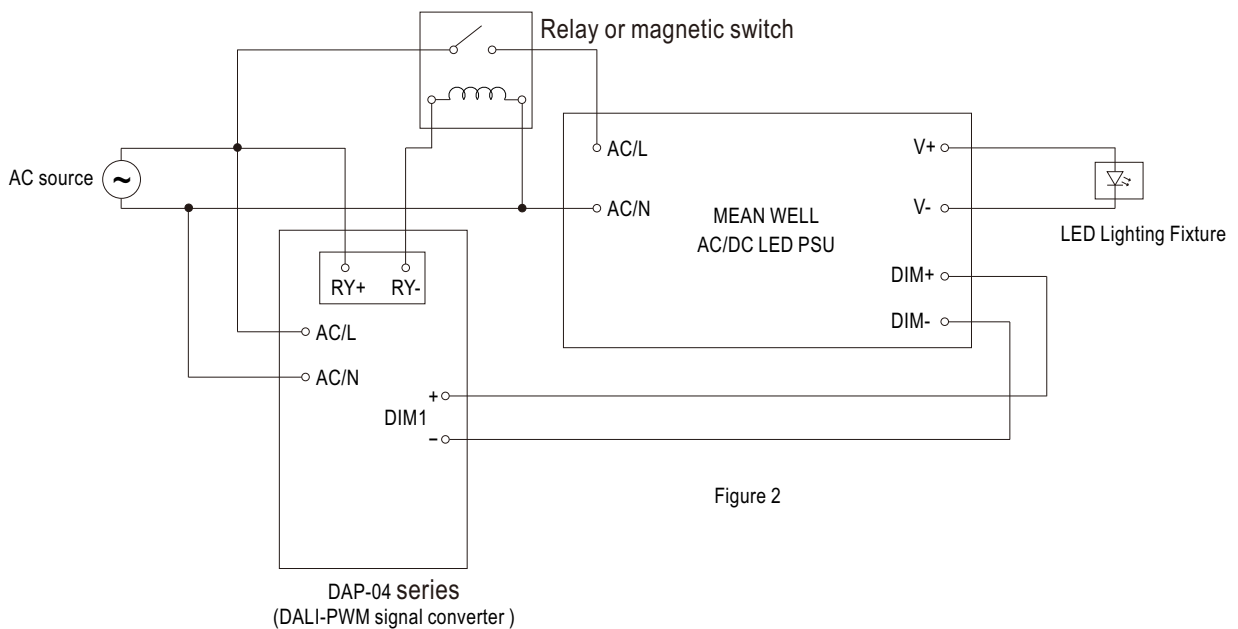 Relay or magnetic switch
AC source
~
AC/L
AC/N
MEAN WELL
AC/DC LED PSU
V+
V-
DIM+
DIM-
LED Lighting Fixture
RY+ RY-
AC/L
AC/N
+
DIM1
-
Figure 2
DAP-04 series
(DALI-PWM signal converter )